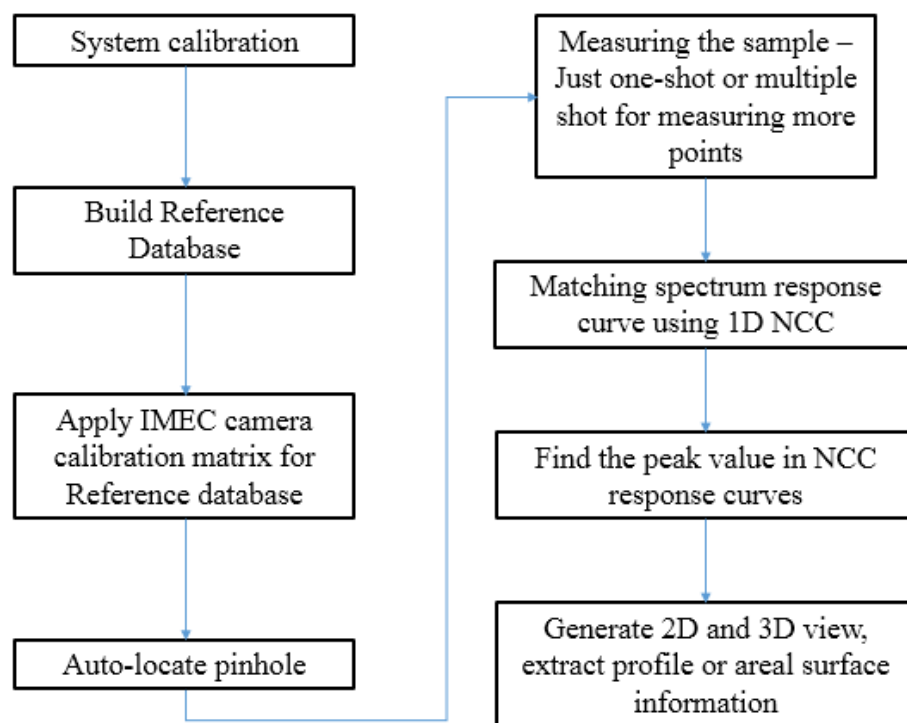 System calibration
Build Reference
Database
Apply IMEC camera
calibration matrix for
Reference database
Auto-locate pinhole
Measuring the sample –
Just one-shot or multiple
shot for measuring more
points
Matching spectrum response
curve using 1D NCC
Find the peak value in NCC
response curves
Generate 2D and 3D view,
extract profile or areal surface
information